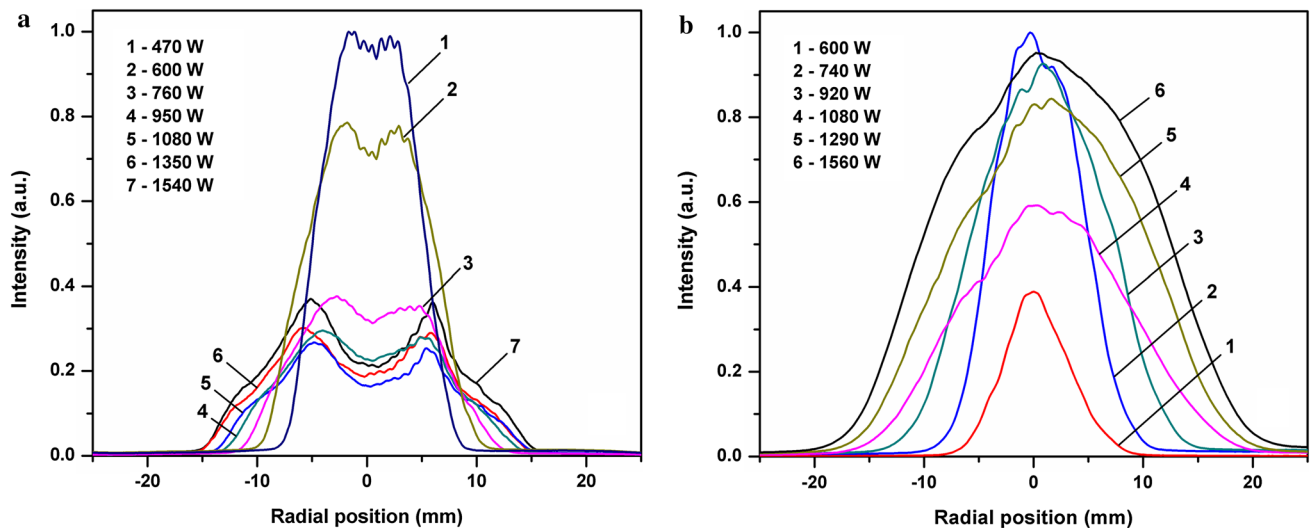 a
1.0
0.8
0.6
0.4
0.2
0.0
Intensity (a.u.)
1 - 470 W
2 - 600 W
3 - 760 W
4 - 950 W
5 - 1080 W
6 - 1350 W
7 - 1540 W
1
2
3
6
5
4
7
-20 -10 0 10 20
Radial position (mm)
b
1.0
0.8
0.6
0.4
0.2
0.0
Intensity (a.u.)
1 - 600 W
2 - 740 W
3 - 920 W
4 - 1080 W
5 - 1290 W
6 - 1560 W
6
5
4
3
2
1
-20 -10 0 10 20
Radial position (mm)